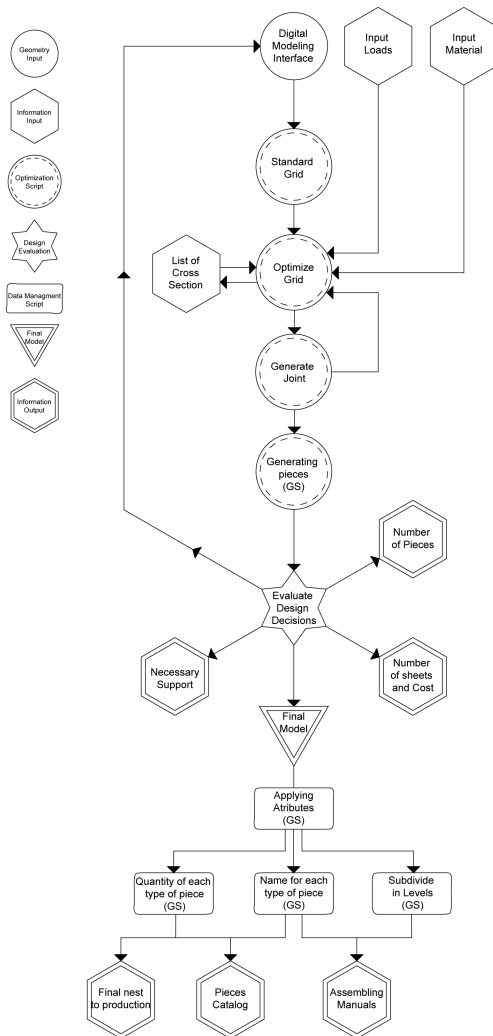 Geometry
Input
Information
Input
Optimization
Script
Design
Evaluation
Data Managment
Script
Final
Model
Information
Output
Digital
Modeling
Interface
Input
Loads
Input
Material
Standard
Grid
List of
Cross
Section
Optimize
Grid
Generate
Joint
Generating
pieces
(GS)
Number
of Pieces
Evaluate
Design
Decisions
Necessary
Support
Number
of sheets
and Cost
Final
Model
Applying
Atributes
(GS)
Quantity of each
type of piece
(GS)
Name for each
type of piece
(GS)
Subdivide
in Levels
(GS)
Final nest
to production
Pieces
Catalog
Assembling
Manuals